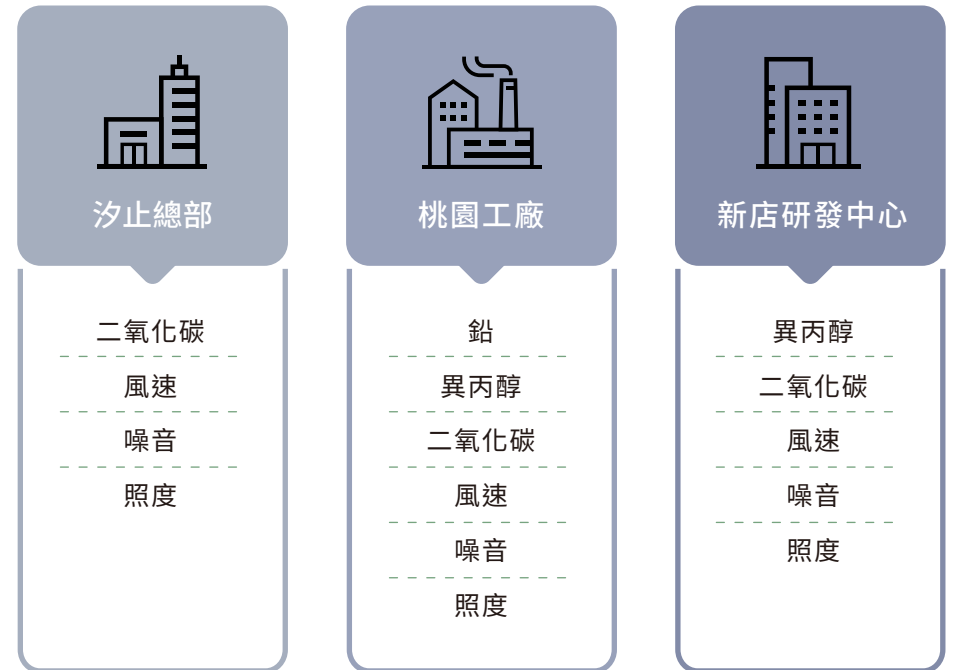 汐止總部
二氧化碳
風速
噪音
照度
桃園工廠
鉛
異丙醇
二氧化碳
風速
噪音
照度
新店研發中心
異丙醇
二氧化碳
風速
噪音
照度